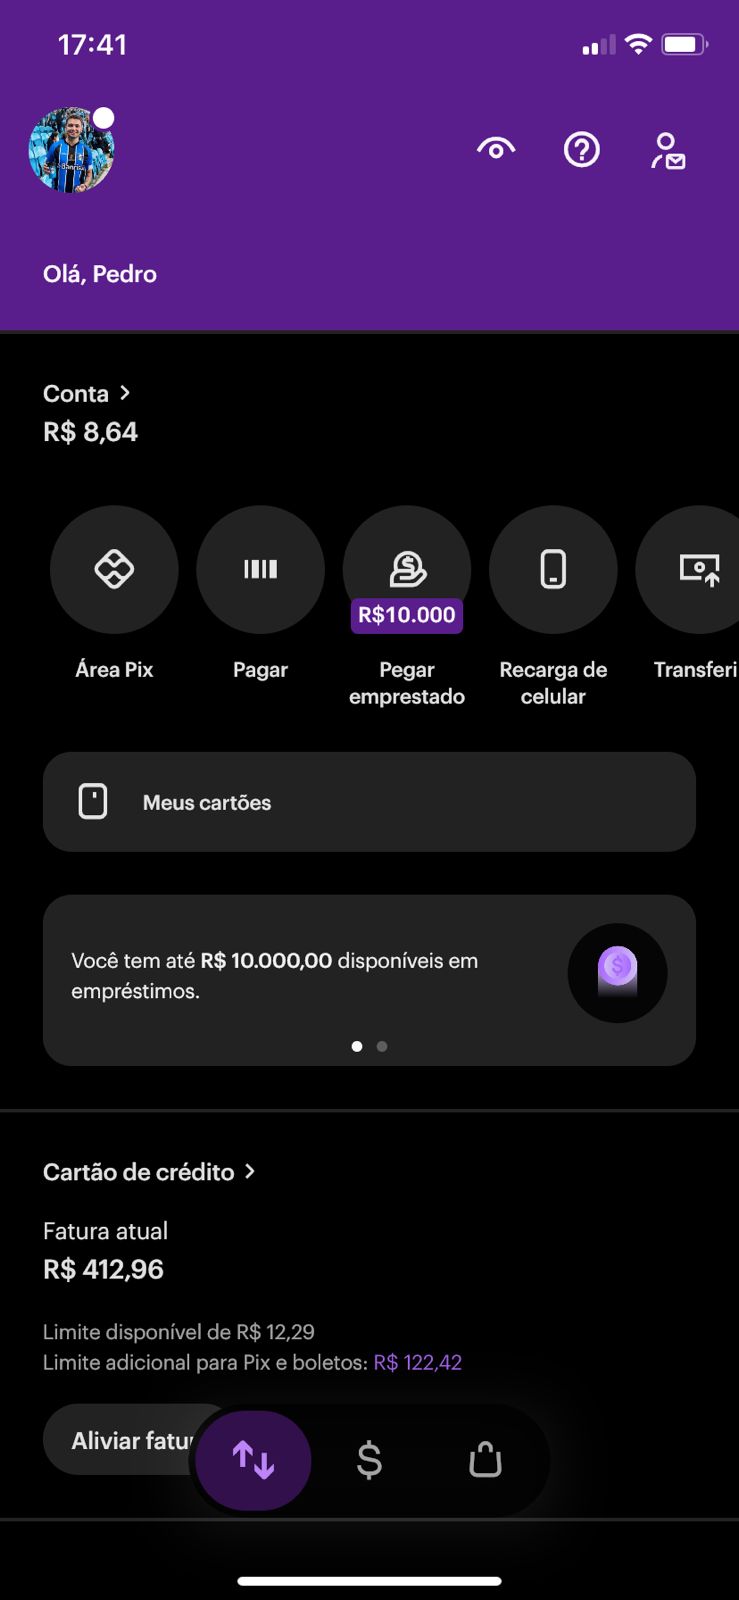 17:41
Olá, Pedro
Conta
R$ 8,64
R$10.000
Área Pix
Pagar
Pegar
emprestado
Recarga de
celular
Transferi
Meus cartões
Você tem até R$ 10.000,00 disponíveis em
empréstimos.
Cartão de crédito
Fatura atual
R$ 412,96
Limite disponível de R$ 12,29
Limite adicional para Pix e boletos: R$ 122,42
Aliviar fatur